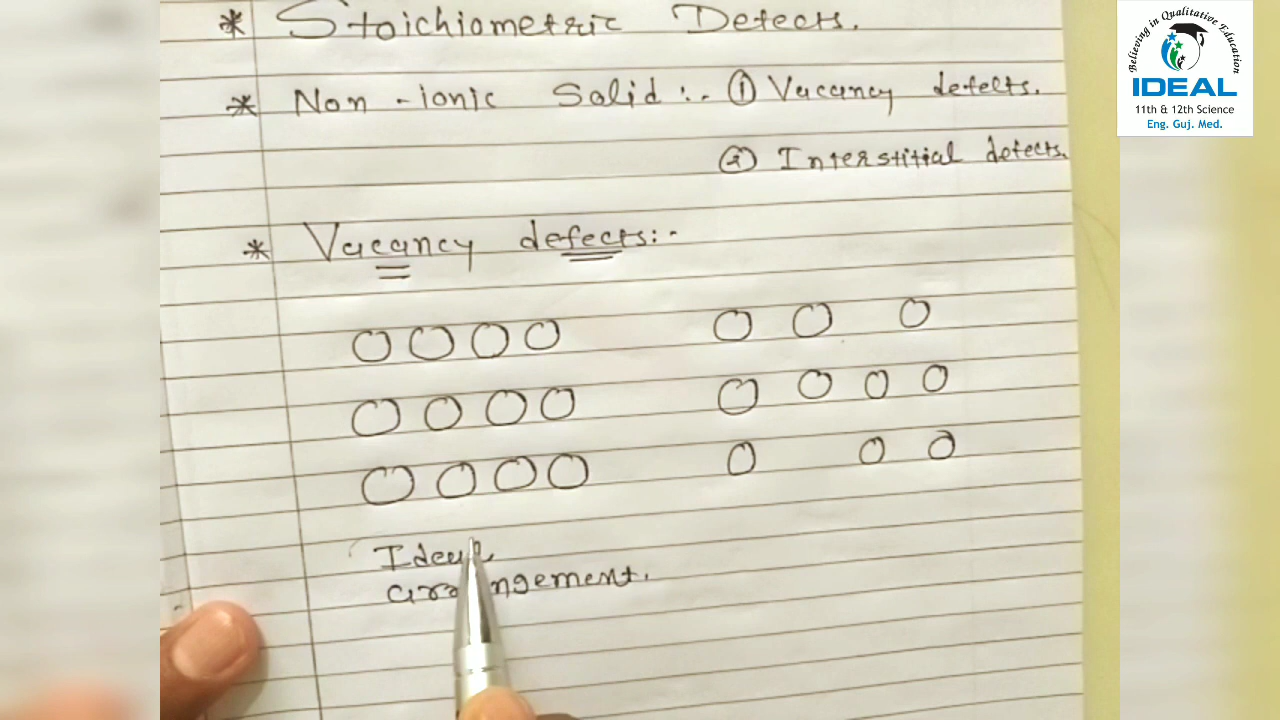 * Stoichiometric Defects.
* Non-ionic Solid :- ① Vacancy defects.
② Interstitial defects.
* Vacancy defects:-
Ideal
arrangement.
Believing in Qualitative Education
IDEAL
11th & 12th Science
Eng. Guj. Med.